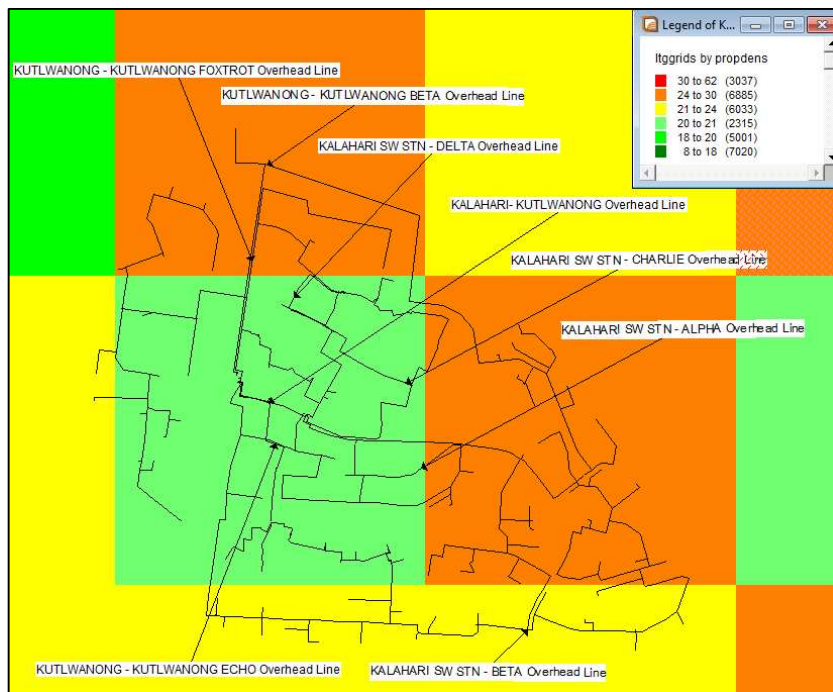 Legend of K...
ltggrids by propdens
30 to 62 (3037)
24 to 30 (6885)
21 to 24 (6033)
20 to 21 (2315)
18 to 20 (5001)
8 to 18 (7020)
KUTLWANONG - KUTLWANONG FOXTROT Overhead Line
KUTLWANONG - KUTLWANONG BETA Overhead Line
KALAHARI SW STN - DELTA Overhead Line
KALAHARI- KUTLWANONG Overhead Line
KALAHARI SW STN - CHARLIE Overhead Line
KALAHARI SW STN - ALPHA Overhead Line
KUTLWANONG - KUTLWANONG ECHO Overhead Line
KALAHARI SW STN - BETA Overhead Line